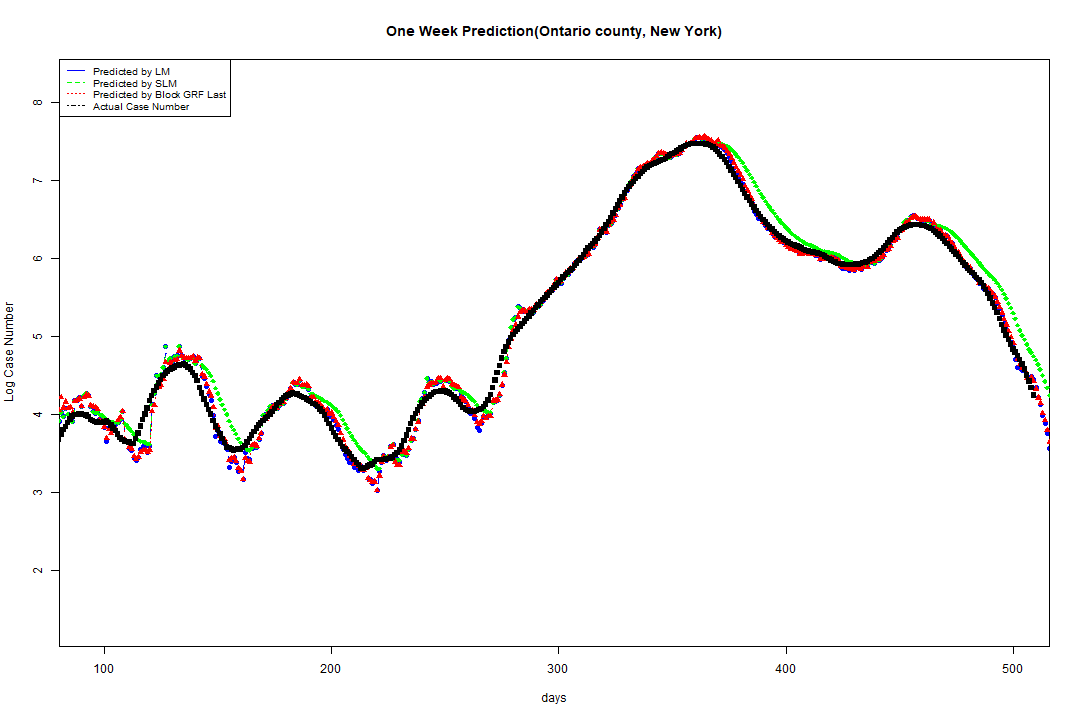 One Week Prediction(Ontario county, New York)
Predicted by LM
Predicted by SLM
Predicted by Block GRF Last
Actual Case Number
Log Case Number
8
7
6
5
4
3
2
100 200 300 400 500
days